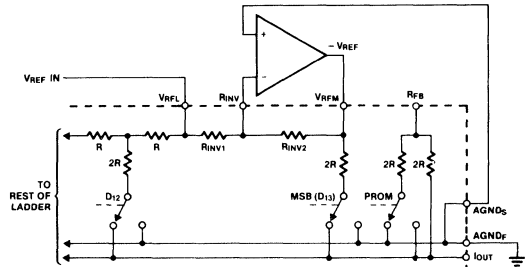 +
−
–VREF
VREF IN
VRFL
RINV
VRFM
RFB
R
R
RINV1
RINV2
2R
2R
2R
2R
TO
REST OF
LADDER
D12
MSB (D13)
PROM
AGNDS
AGNDF
IOUT